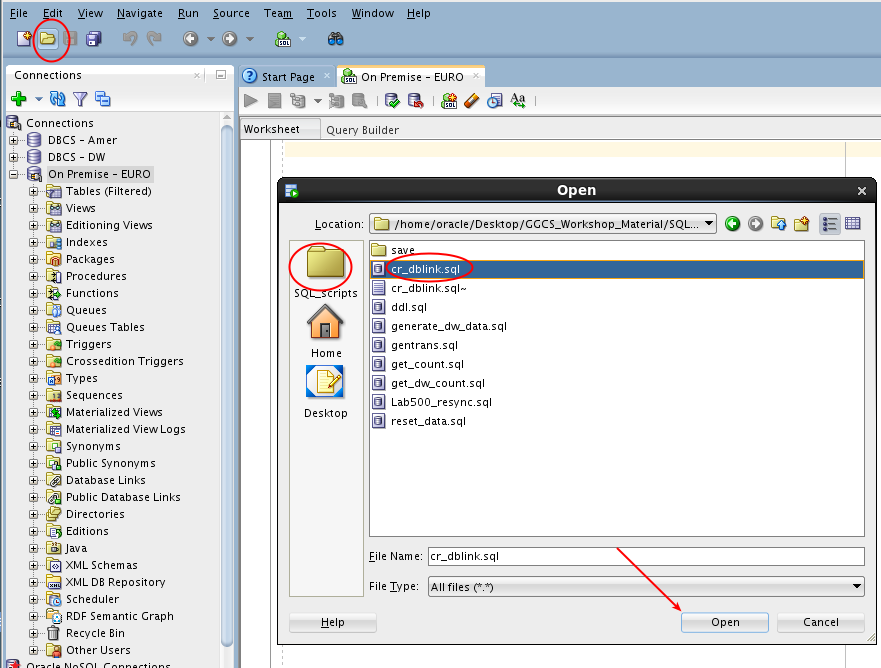 File Edit View Navigate Run Source Team Tools Window Help
Connections
Start Page
On Premise - EURO
Worksheet
Query Builder
Connections
DBCS - Amer
DBCS - DW
On Premise - EURO
Tables (Filtered)
Views
Editioning Views
Indexes
Packages
Procedures
Functions
Queues
Queues Tables
Triggers
Crossedition Triggers
Types
Sequences
Materialized Views
Materialized View Logs
Synonyms
Public Synonyms
Database Links
Public Database Links
Directories
Editions
Java
XML Schemas
XML DB Repository
Scheduler
RDF Semantic Graph
Recycle Bin
Other Users
Oracle NoSQL Connections
Open
Location: /home/oracle/Desktop/GGCS_Workshop_Material/SQL...
SQL_scripts
Home
Desktop
save
cr_dblink.sql
cr_dblink.sql~
ddl.sql
generate_dw_data.sql
gentrans.sql
get_count.sql
get_dw_count.sql
Lab500_resync.sql
reset_data.sql
File Name: cr_dblink.sql
File Type: All files (*.*)
Help Open Cancel